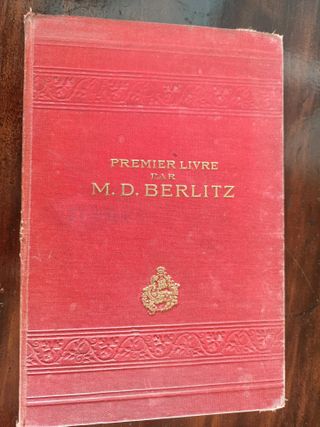 PREMIER LIVRE
PAR
M. D. BERLITZ